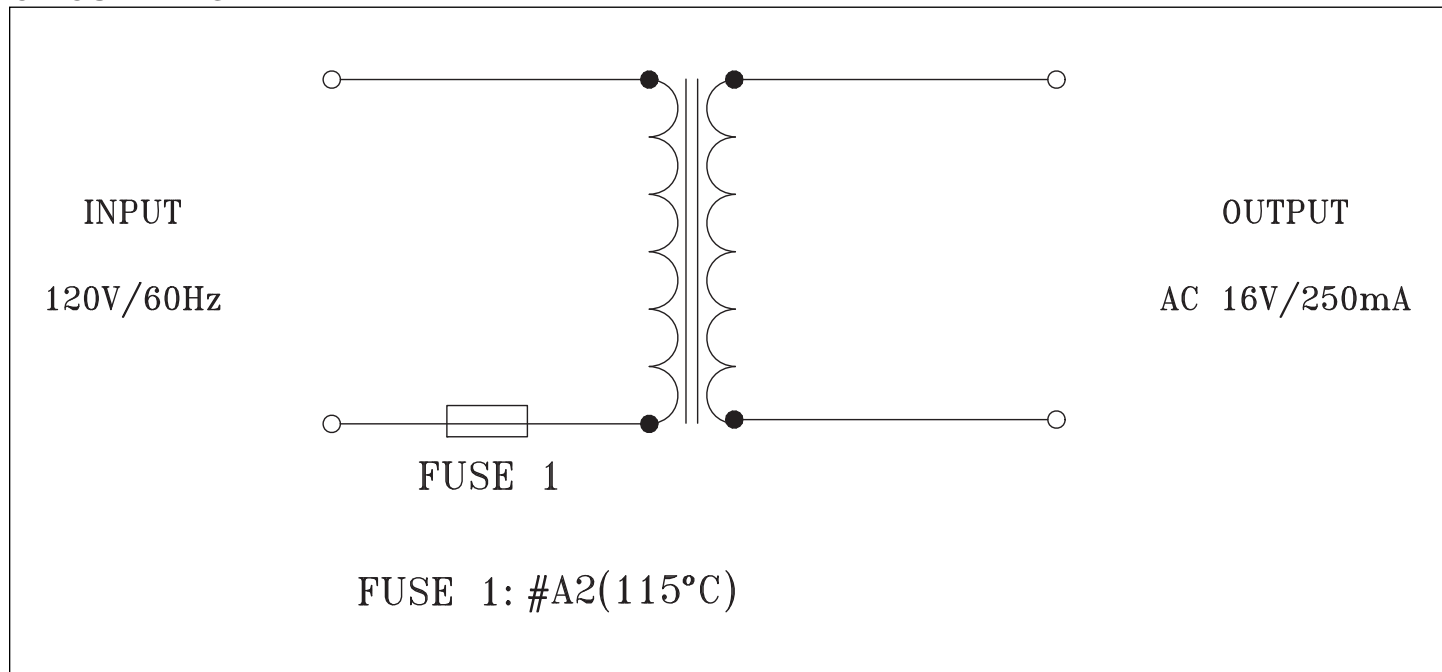 INPUT
120V/60Hz
OUTPUT
AC 16V/250mA
FUSE 1
FUSE 1: #A2(115°C)